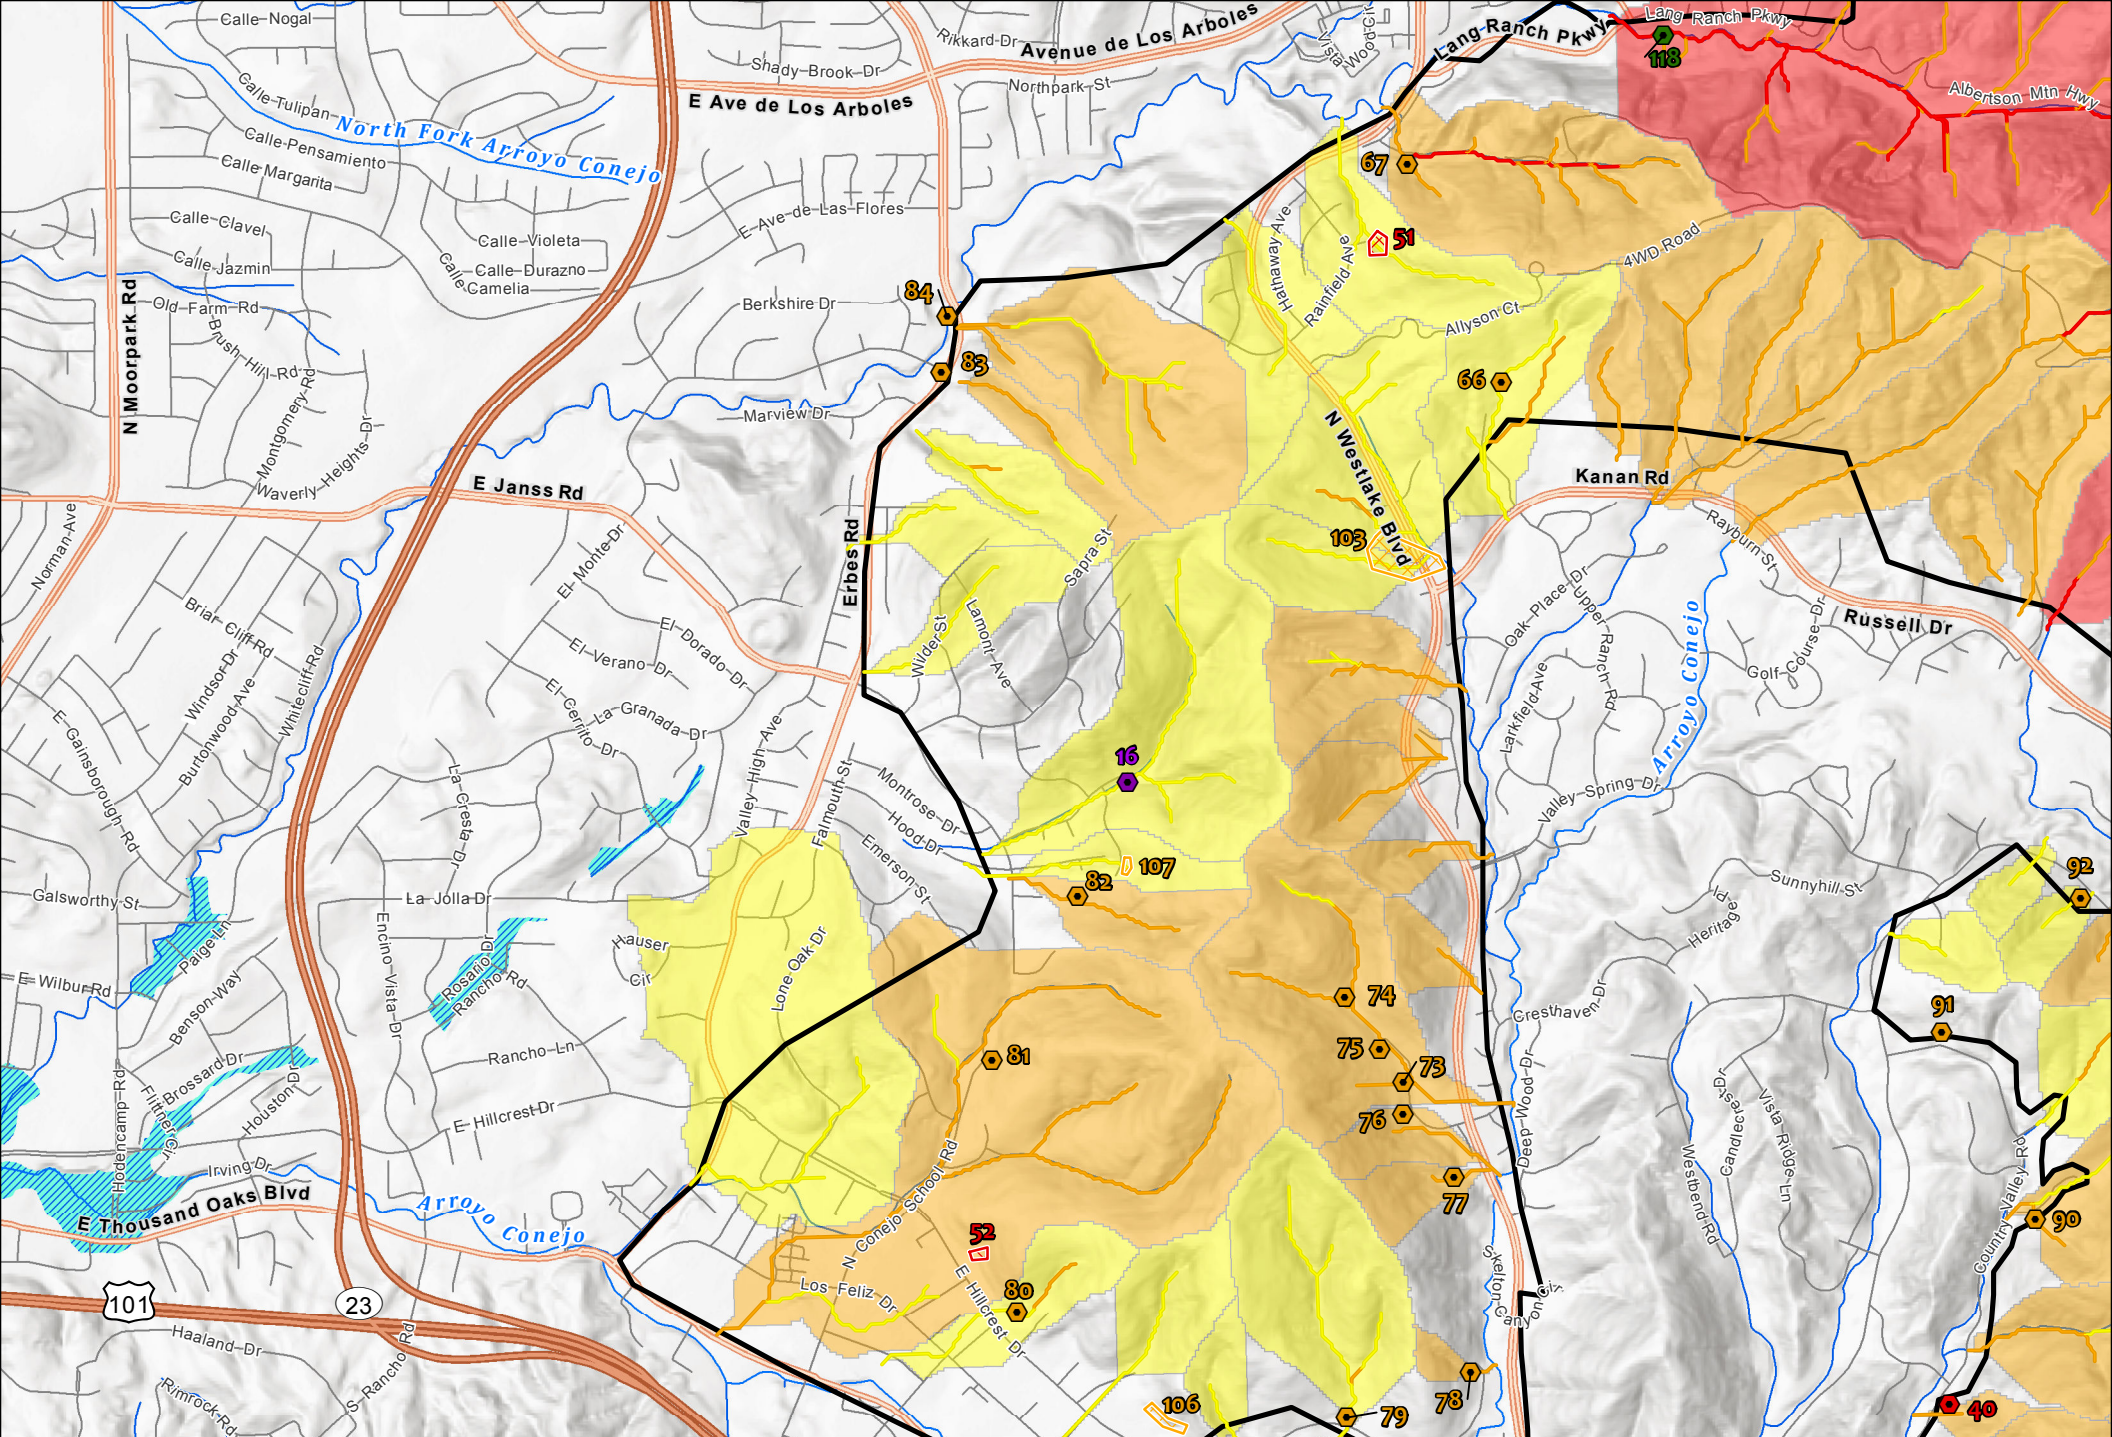 Calle Nogal
Rikkard Dr
Avenue de Los Arboles
Vista
Wood Cir
Lang Ranch Pkwy
Lang Ranch Pkwy
118
Shady Brook Dr
Northpark St
E Ave de Los Arboles
Albertson Mtn Hwy
Calle Tulipan
North Fork Arroyo Conejo
Calle Pensamiento
Calle Margarita
67
Calle Clavel
E Ave de Las Flores
Calle Violeta
Hathaway Ave
51
4WD Road
Calle Jazmin
Calle Durazno
Calle Camelia
Rainfield Ave
84
Old Farm Rd
Berkshire Dr
Allyson Ct
N Moorpark Rd
Brush Hill Rd
83
66
Montgomery Rd
Marview Dr
Waverly Heights Dr
N Westlake Blvd
E Janss Rd
Kanan Rd
Norman Ave
Erbes Rd
103
Rayburn St
El Monte Dr
Sapra St
Oak Place Dr
Upper Ranch Rd
Briar Cliff Rd
El Dorado Dr
Wilder St
Lamont Ave
Arroyo Conejo
Golf Course Dr
Russell Dr
El Verano Dr
Windsor Dr
Whitecliff Rd
Burtonwood Ave
El Cerrito Dr
La Granada Dr
Larkfield Ave
E Gainsborough Rd
Valley High Ave
16
La Cresta Dr
Falmouth St
Montrose Dr
Hood Dr
Valley Spring Dr
Emerson St
107
82
Sunnyhill St
92
Galsworthy St
La Jolla Dr
Heritage
Encino Vista Dr
Hauser
Cir
Lone Oak Dr
Paige Ln
E Wilbur Rd
Rosario Dr
Rancho Rd
74
Cresthaven Dr
91
Benson Way
Rancho Ln
81
75
73
Brossard Dr
Houston Dr
Hodencamp Rd
Flittner Cir
E Hillcrest Dr
76
Deer Wood Dr
Candlecrest Dr
Vista Ridge Ln
Westbend Rd
Irving Dr
N Conejo School Rd
77
Country Valley Rd
E Thousand Oaks Blvd
Arroyo Conejo
52
90
Los Feliz Dr
80
E Hillcrest Dr
Skelton Canyon Cir
101
23
Haaland Dr
S Rancho Rd
Rimrock Rd
106
79
78
40